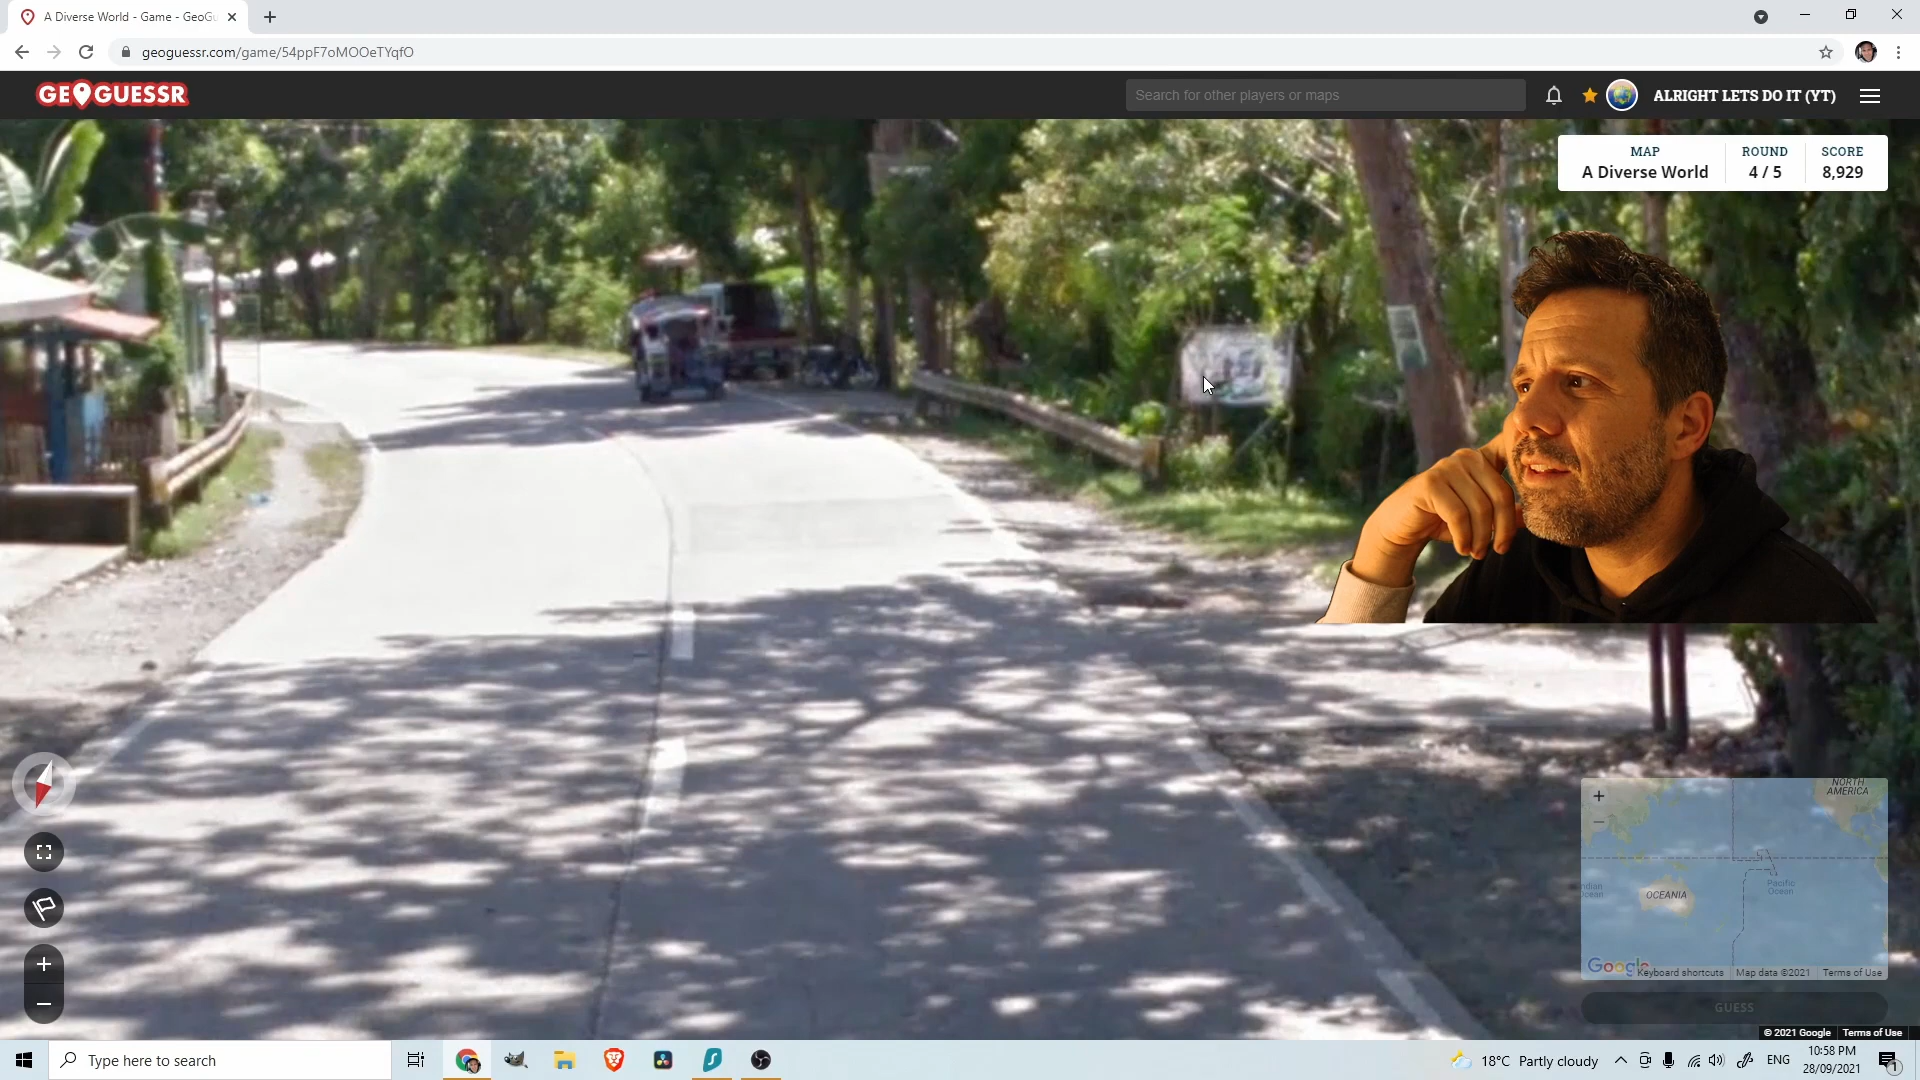 A Diverse World - Game - GeoGu
geoguessr.com/game/54ppF7oMOOeTYqfO
GEOGUESSR
Search for other players or maps
ALRIGHT LETS DO IT (YT)
MAP
A Diverse World
ROUND
4 / 5
SCORE
8,929
+
−
NORTH
AMERICA
Indian
Ocean
OCEANIA
Pacific
Ocean
Google
Keyboard shortcuts
Map data ©2021
Terms of Use
GUESS
© 2021 Google
Terms of Use
Type here to search
18°C Partly cloudy
ENG
10:58 PM
28/09/2021
1